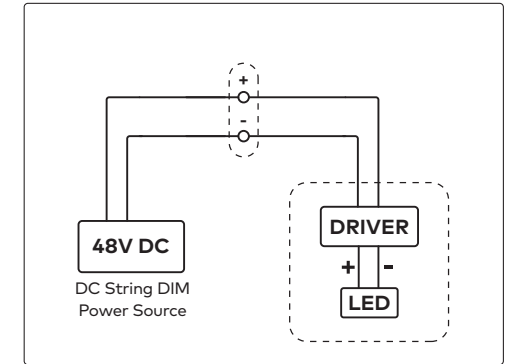 +
-
DRIVER
48V DC
+ -
DC String DIM
Power Source
LED